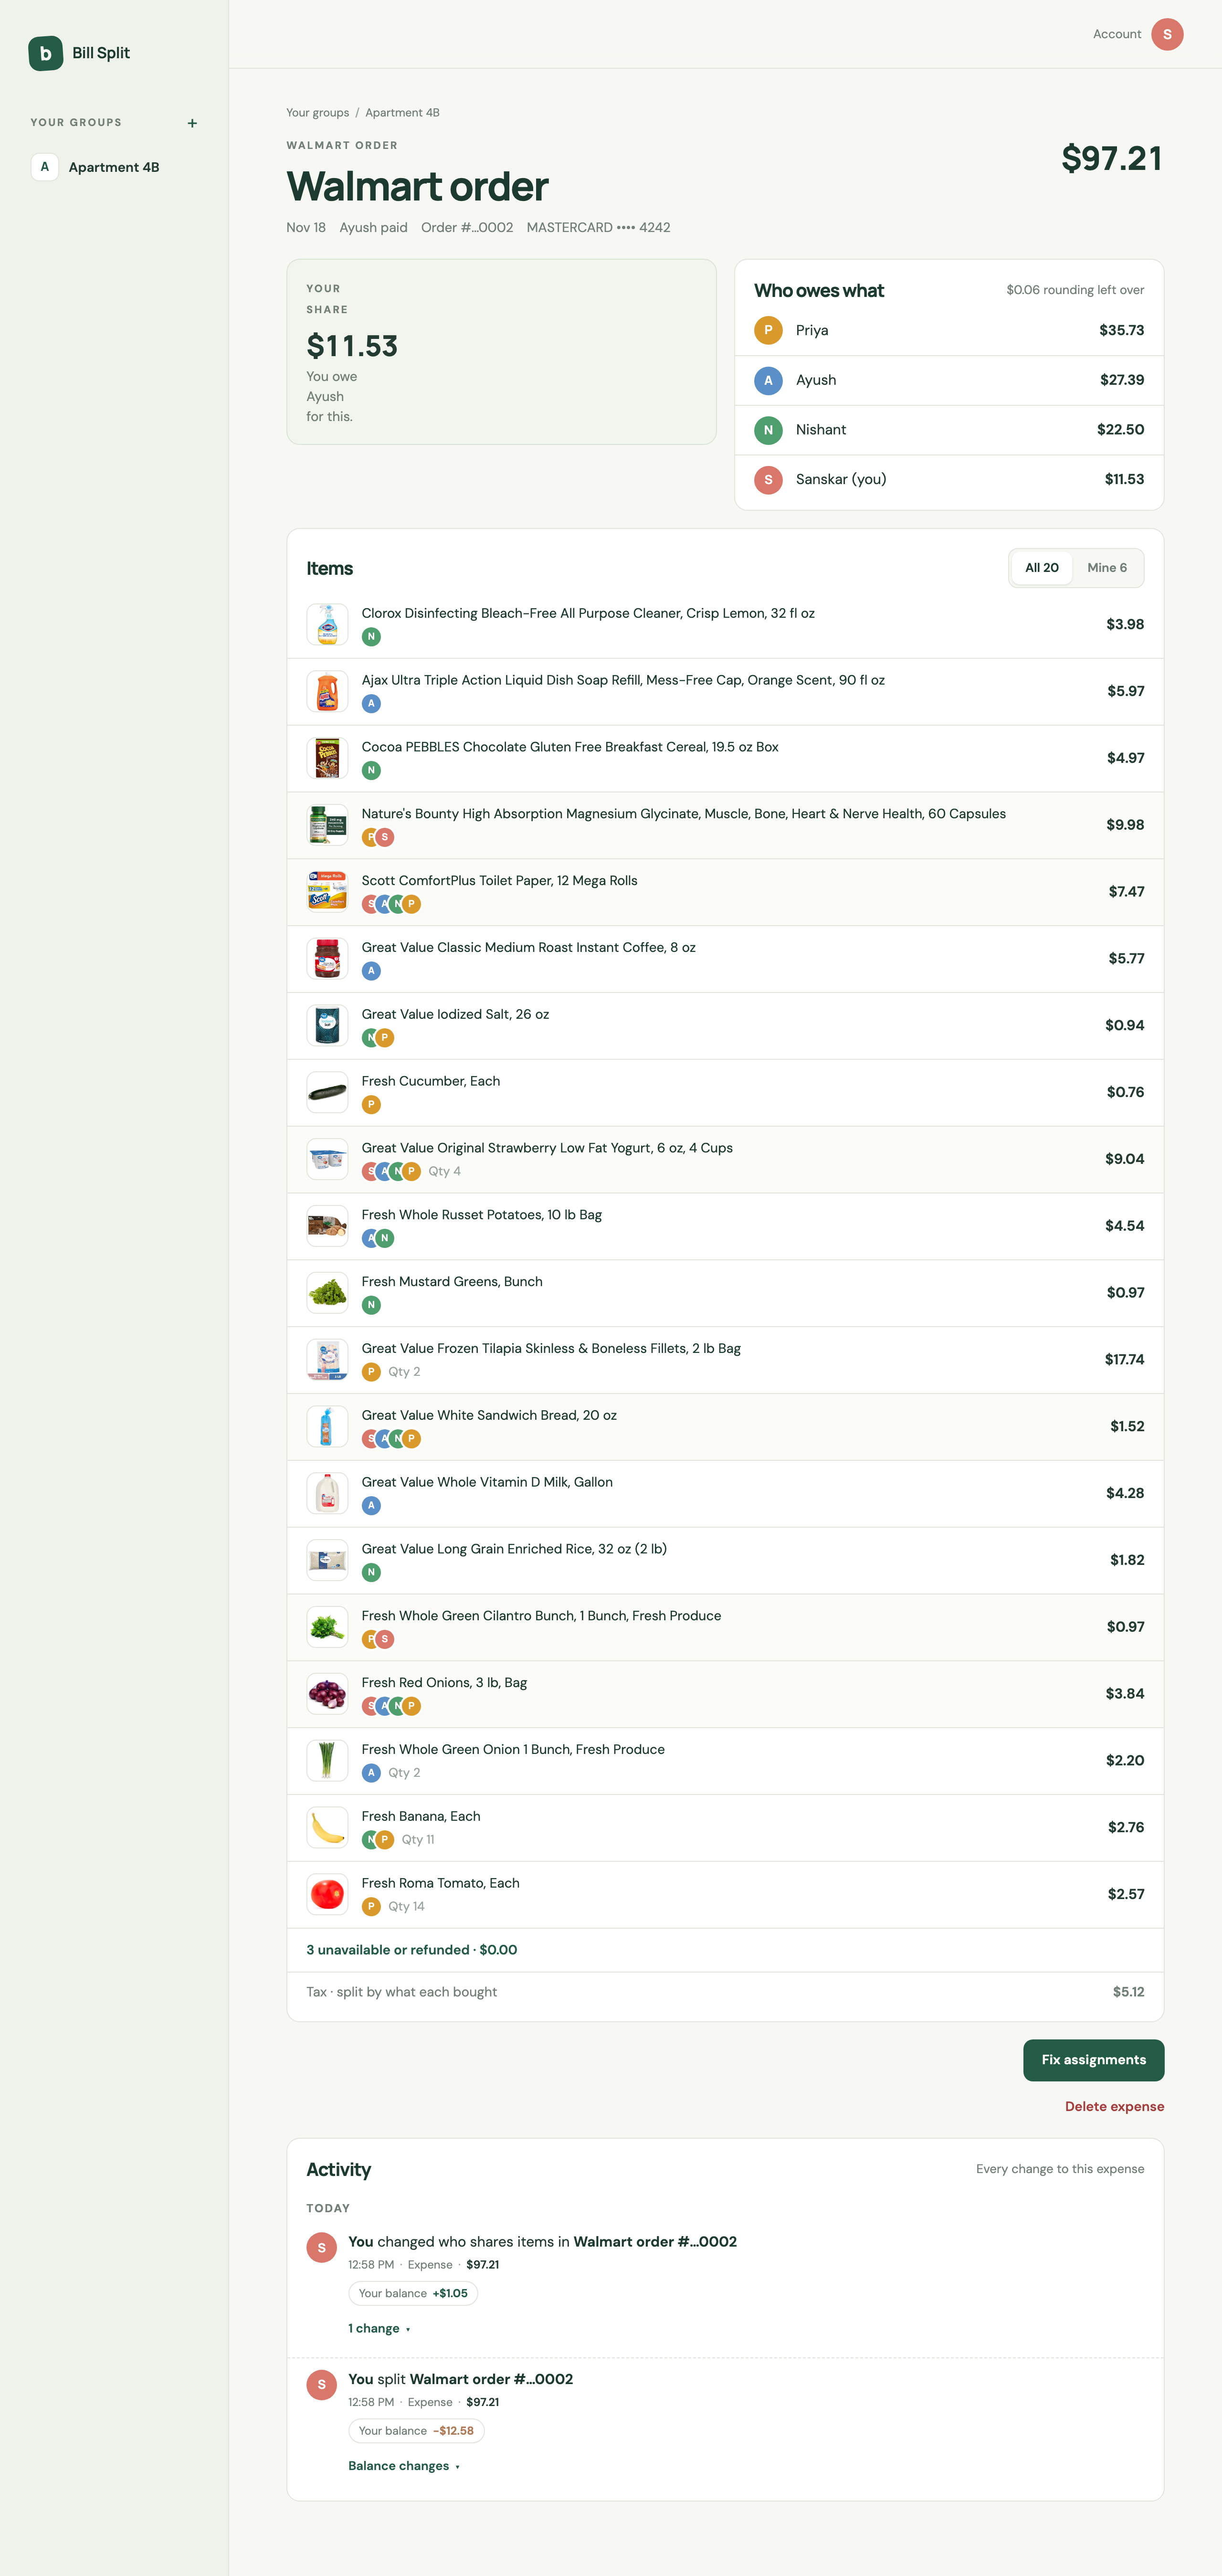 b Bill Split
Account S
YOUR GROUPS +
A Apartment 4B
Your groups / Apartment 4B
WALMART ORDER
Walmart order
$97.21
Nov 18 Ayush paid Order #…0002 MASTERCARD •••• 4242
YOUR
SHARE
$11.53
You owe
Ayush
for this.
Who owes what $0.06 rounding left over
P Priya $35.73
A Ayush $27.39
N Nishant $22.50
S Sanskar (you) $11.53
Items All 20 Mine 6
Clorox Disinfecting Bleach-Free All Purpose Cleaner, Crisp Lemon, 32 fl oz
N
$3.98
Ajax Ultra Triple Action Liquid Dish Soap Refill, Mess-Free Cap, Orange Scent, 90 fl oz
A
$5.97
Cocoa PEBBLES Chocolate Gluten Free Breakfast Cereal, 19.5 oz Box
N
$4.97
Nature's Bounty High Absorption Magnesium Glycinate, Muscle, Bone, Heart & Nerve Health, 60 Capsules
P S
$9.98
Scott ComfortPlus Toilet Paper, 12 Mega Rolls
S A N P
$7.47
Great Value Classic Medium Roast Instant Coffee, 8 oz
A
$5.77
Great Value Iodized Salt, 26 oz
N P
$0.94
Fresh Cucumber, Each
P
$0.76
Great Value Original Strawberry Low Fat Yogurt, 6 oz, 4 Cups
S A N P Qty 4
$9.04
Fresh Whole Russet Potatoes, 10 lb Bag
A N
$4.54
Fresh Mustard Greens, Bunch
N
$0.97
Great Value Frozen Tilapia Skinless & Boneless Fillets, 2 lb Bag
P Qty 2
$17.74
Great Value White Sandwich Bread, 20 oz
S A N P
$1.52
Great Value Whole Vitamin D Milk, Gallon
A
$4.28
Great Value Long Grain Enriched Rice, 32 oz (2 lb)
N
$1.82
Fresh Whole Green Cilantro Bunch, 1 Bunch, Fresh Produce
P S
$0.97
Fresh Red Onions, 3 lb, Bag
S A N P
$3.84
Fresh Whole Green Onion 1 Bunch, Fresh Produce
A Qty 2
$2.20
Fresh Banana, Each
N P Qty 11
$2.76
Fresh Roma Tomato, Each
P Qty 14
$2.57
3 unavailable or refunded · $0.00
Tax · split by what each bought $5.12
Fix assignments
Delete expense
Activity Every change to this expense
TODAY
S You changed who shares items in Walmart order #…0002
12:58 PM · Expense · $97.21
Your balance +$1.05
1 change
S You split Walmart order #…0002
12:58 PM · Expense · $97.21
Your balance −$12.58
Balance changes